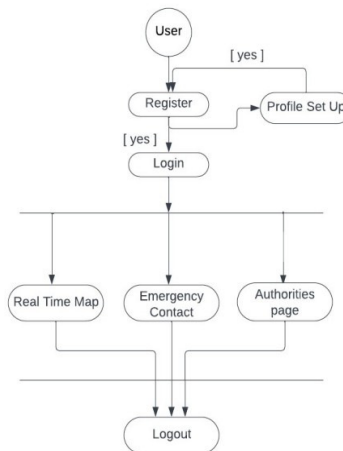 User
[ yes ]
Register
Profile Set Up
[ yes ]
Login
Real Time Map
Emergency
Contact
Authorities
page
Logout